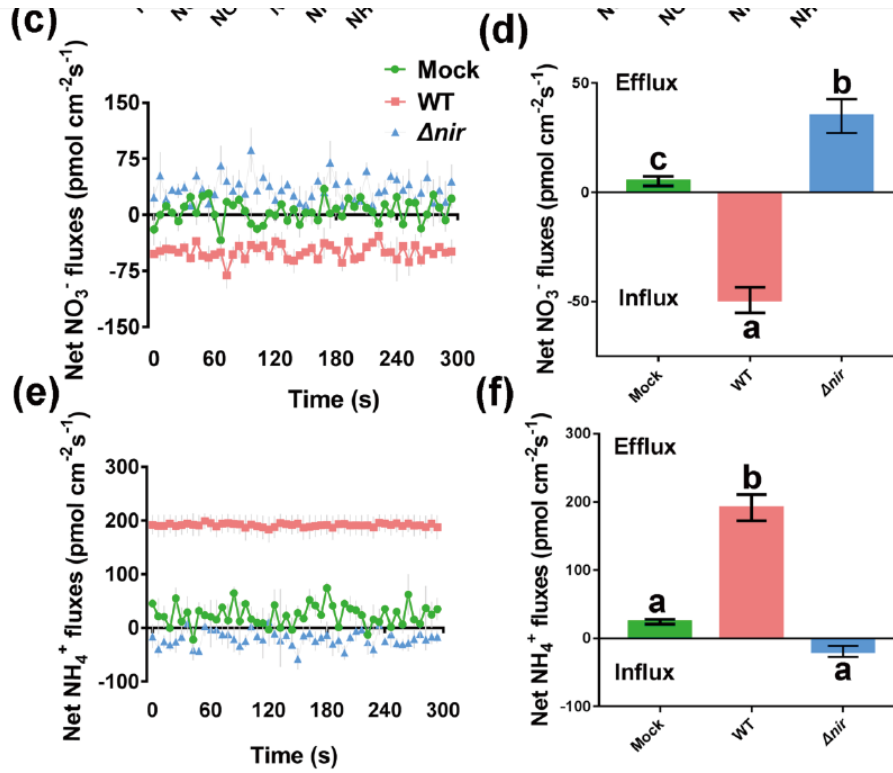 (c)
Mock
WT
Δnir
Net NO₃⁻ fluxes (pmol cm⁻²s⁻¹)
150
75
0
-75
-150
0 60 120 180 240 300
Time (s)
(d)
Net NO₃⁻ fluxes (pmol cm⁻²s⁻¹)
50
0
-50
Efflux
Influx
c
a
b
Mock WT Δnir
(e)
Net NH₄⁺ fluxes (pmol cm⁻²s⁻¹)
300
200
100
0
-100
0 60 120 180 240 300
Time (s)
(f)
Net NH₄⁺ fluxes (pmol cm⁻²s⁻¹)
300
200
100
0
-100
Efflux
Influx
a
b
a
Mock WT Δnir